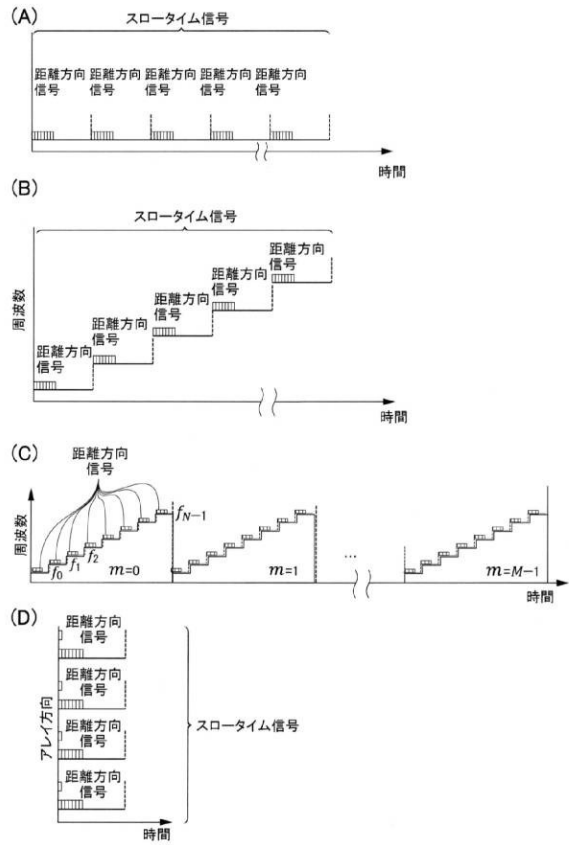 (A)
スロータイム信号
距離方向 距離方向 距離方向 距離方向 距離方向
信号 信号 信号 信号 信号
時間
(B)
スロータイム信号
周波数
距離方向
信号
距離方向
信号
距離方向
信号
距離方向
信号
距離方向
信号
時間
(C)
距離方向
信号
周波数
f0 f1 f2 fN−1
m=0 m=1 … m=M−1
時間
(D)
アレイ方向
距離方向
信号
距離方向
信号
距離方向
信号
距離方向
信号
スロータイム信号
時間